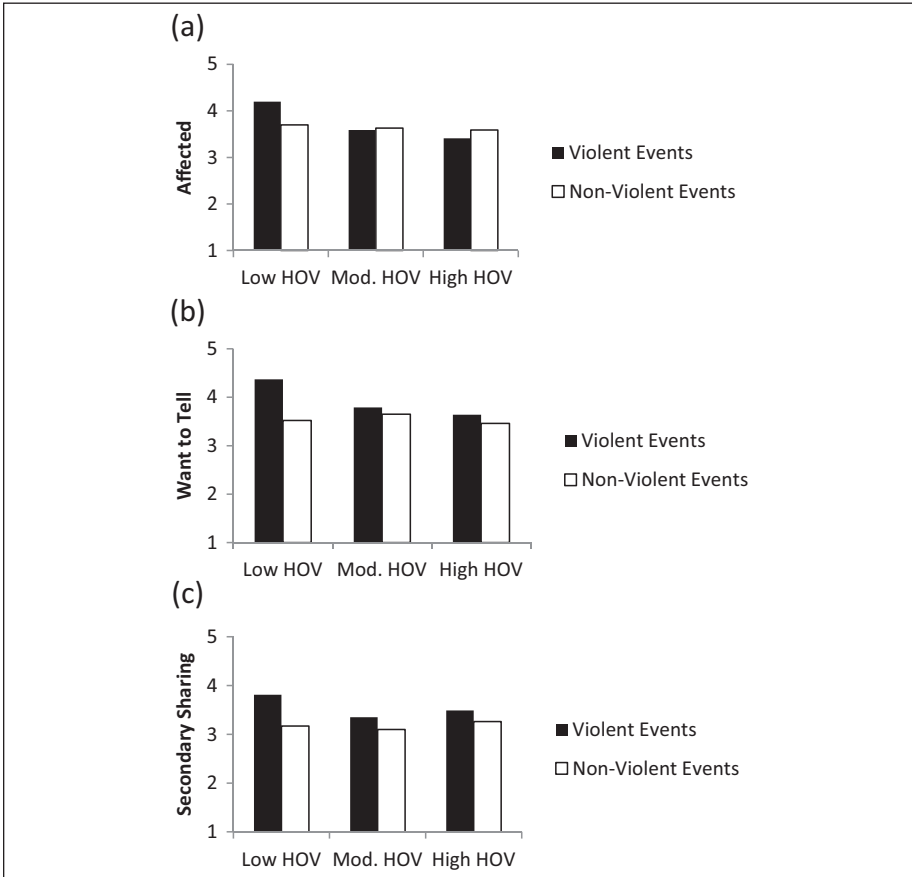 (a)
5
4
3
2
1
Affected
Low HOV Mod. HOV High HOV
Violent Events
Non-Violent Events
(b)
5
4
3
2
1
Want to Tell
Low HOV Mod. HOV High HOV
Violent Events
Non-Violent Events
(c)
5
4
3
2
1
Secondary Sharing
Low HOV Mod. HOV High HOV
Violent Events
Non-Violent Events